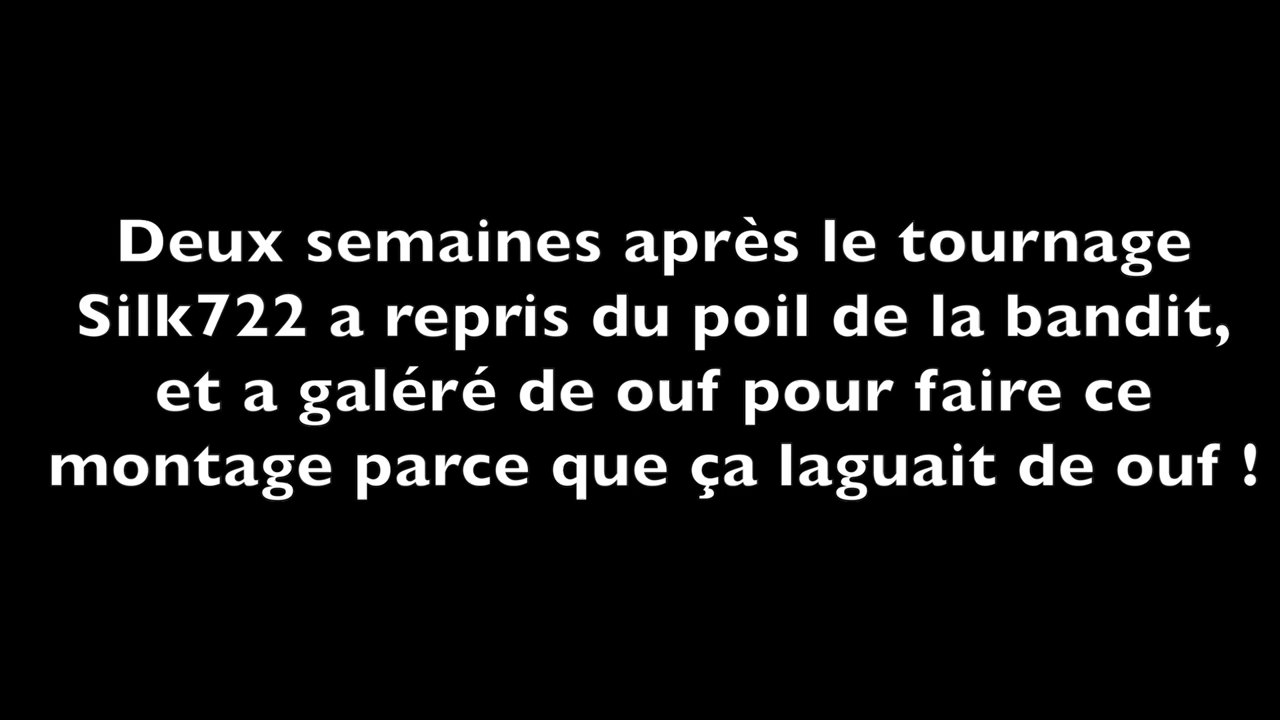 Deux semaines après le tournage
Silk722 a repris du poil de la bandit,
et a galéré de ouf pour faire ce
montage parce que ça laguait de ouf !